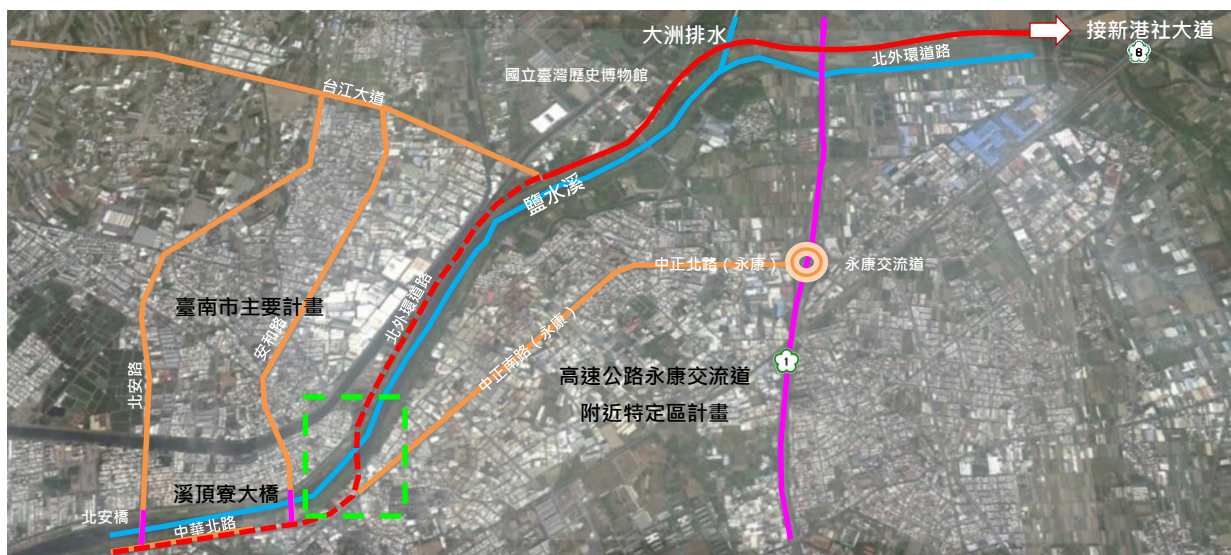 大洲排水
接新港社大道
8
北外環道路
國立臺灣歷史博物館
台江大道
鹽水溪
中正北路（永康）
永康交流道
臺南市主要計畫
北外環道路
安和路
中正南路（永康）
1
北安路
高速公路永康交流道
附近特定區計畫
溪頂寮大橋
北安橋
中華北路